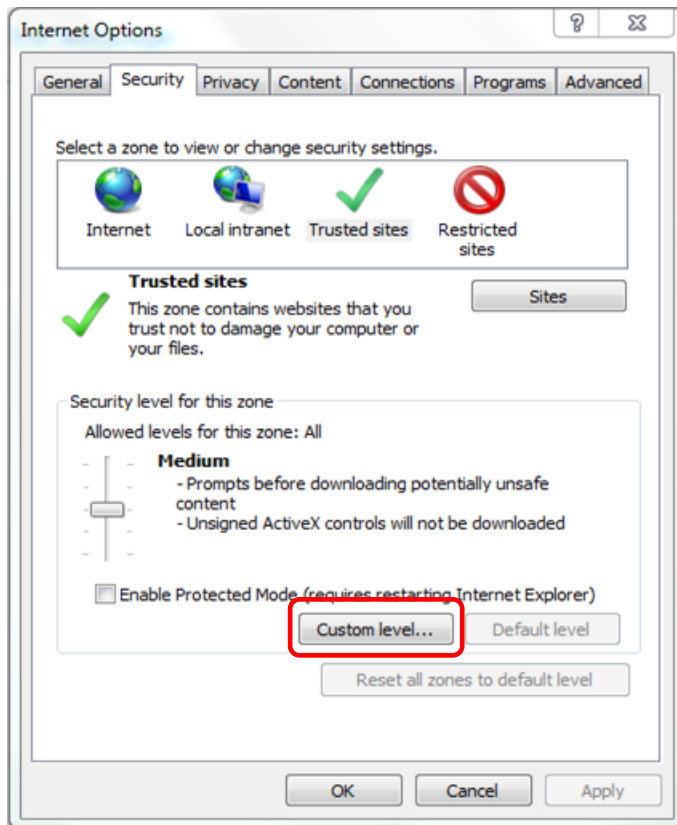 Internet Options
General Security Privacy Content Connections Programs Advanced
Select a zone to view or change security settings.
Internet Local intranet Trusted sites Restricted
sites
Trusted sites
Sites
This zone contains websites that you
trust not to damage your computer or
your files.
Security level for this zone
Allowed levels for this zone: All
Medium
- Prompts before downloading potentially unsafe
content
- Unsigned ActiveX controls will not be downloaded
Enable Protected Mode (requires restarting Internet Explorer)
Custom level... Default level
Reset all zones to default level
OK Cancel Apply